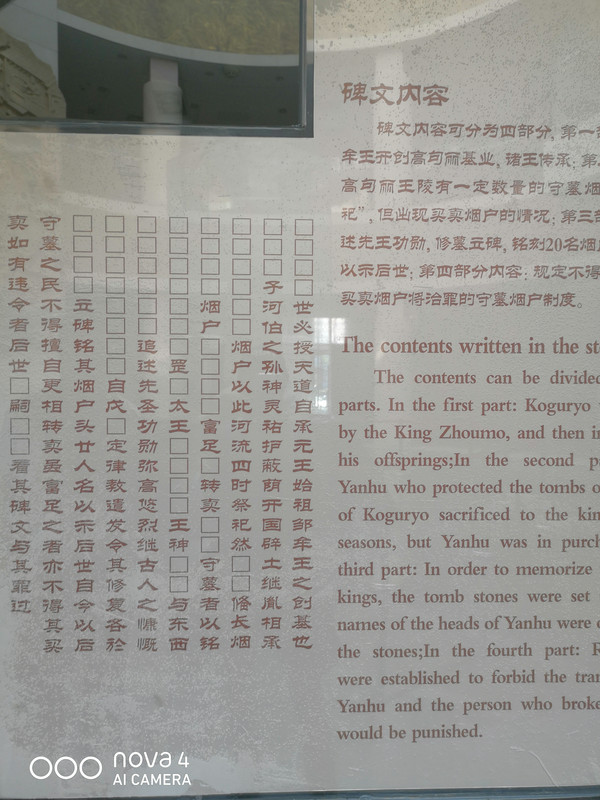 碑文内容
碑文内容可分为四部分,第一部
牟王开创高句丽基业,诸王传承;第
高句丽王陵有一定数量的守墓烟
祀”,但出现买卖烟户的情况;第三部
述先王功勋,修墓立碑,铭刻20名烟
以示后世;第四部分内容:规定不得
买卖烟户将治罪的守墓烟户制度。
The contents written in the sto
The contents can be divided
parts. In the first part: Koguryo
by the King Zhoumo, and then in
his offsprings;In the second p
Yanhu who protected the tombs o
of Koguryo sacrificed to the kin
seasons, but Yanhu was in purch
third part: In order to memorize
kings, the tomb stones were set
names of the heads of Yanhu were
the stones;In the fourth part: R
were established to forbid the tran
Yanhu and the person who broke
would be punished.
□□□□世必授天道自承元王始祖邹牟王之创基也
□□□子河伯之孙神灵祐护蔽荫开国辟土继胤相承
□□□□□□烟户以此河流四时祭祀然□□俻长烟
□□□□烟户□□□□富足□转卖□□守墓者以铭
□□□□□□□罡□太王□□□□王神□□与东西
□□□□□□追述先圣功勋弥高悠烈继古人之慷慨
□□□□□□□□自戊□定律教遣发令其修复各於
□□□□立碑铭其烟户头廿人名以示后世自今以后
守墓之民不得擅自更相转卖虽富足之者亦不得其买
卖如有违令者后世□嗣□□看其碑文与其罪过
nova 4
AI CAMERA